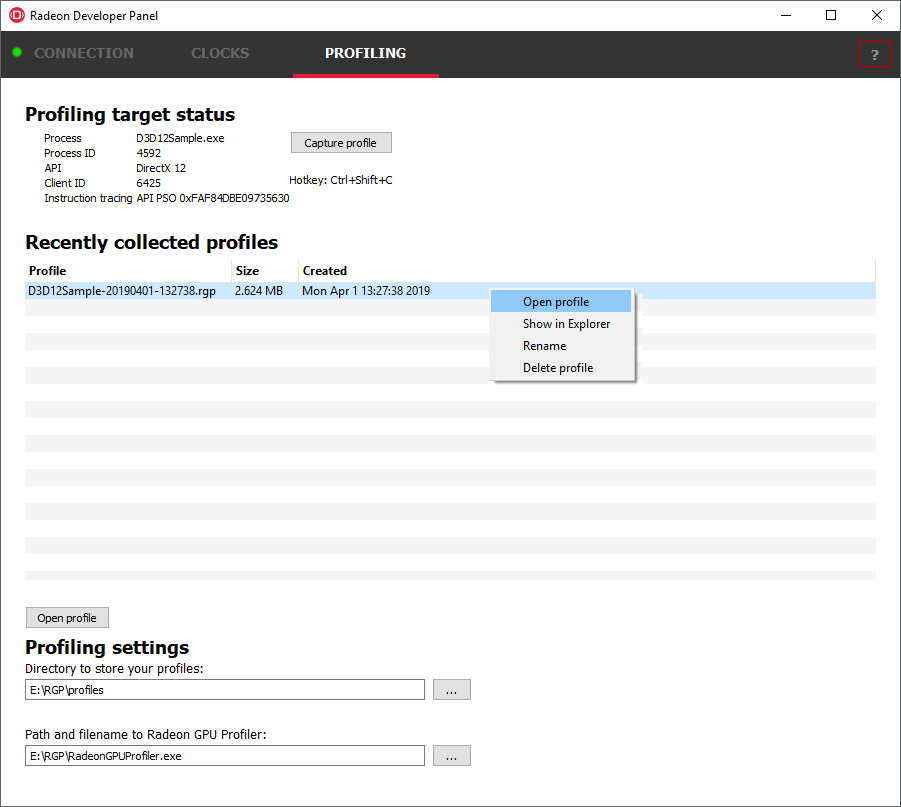 Radeon Developer Panel
CONNECTION CLOCKS PROFILING ?
Profiling target status
Process D3D12Sample.exe
Capture profile
Process ID 4592
API DirectX 12
Client ID 6425
Hotkey: Ctrl+Shift+C
Instruction tracing API PSO 0xFAF84DBE09735630
Recently collected profiles
Profile Size Created
D3D12Sample-20190401-132738.rgp 2.624 MB Mon Apr 1 13:27:38 2019
Open profile
Show in Explorer
Rename
Delete profile
Open profile
Profiling settings
Directory to store your profiles:
E:\RGP\profiles ...
Path and filename to Radeon GPU Profiler:
E:\RGP\RadeonGPUProfiler.exe ...